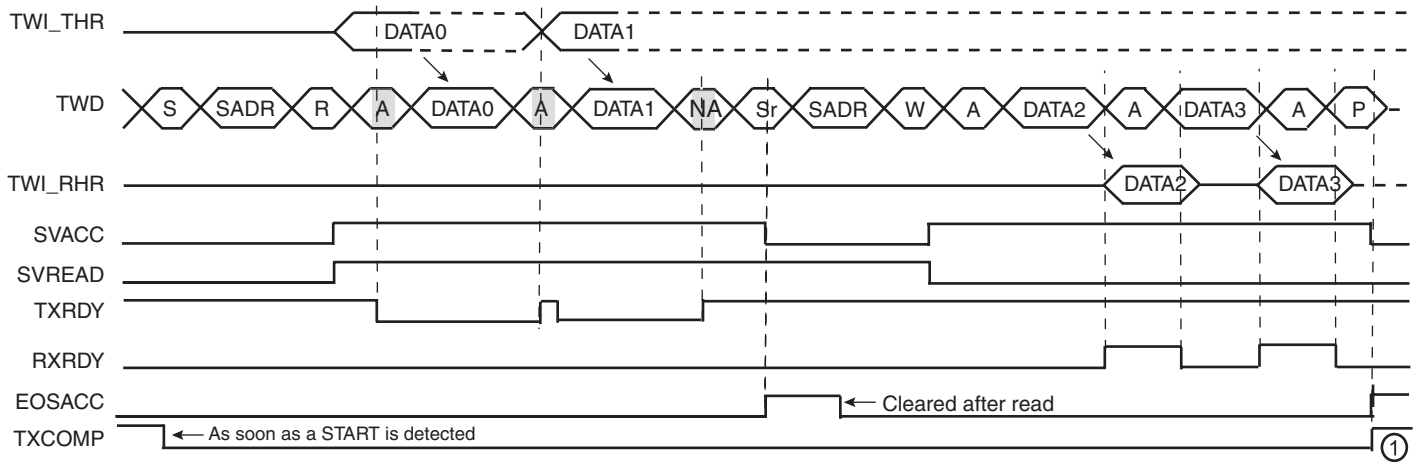 TWI_THR DATA0 DATA1
TWD S SADR R A DATA0 A DATA1 NA Sr SADR W A DATA2 A DATA3 A P
TWI_RHR DATA2 DATA3
SVACC
SVREAD
TXRDY
RXRDY
EOSACC Cleared after read
TXCOMP As soon as a START is detected 1